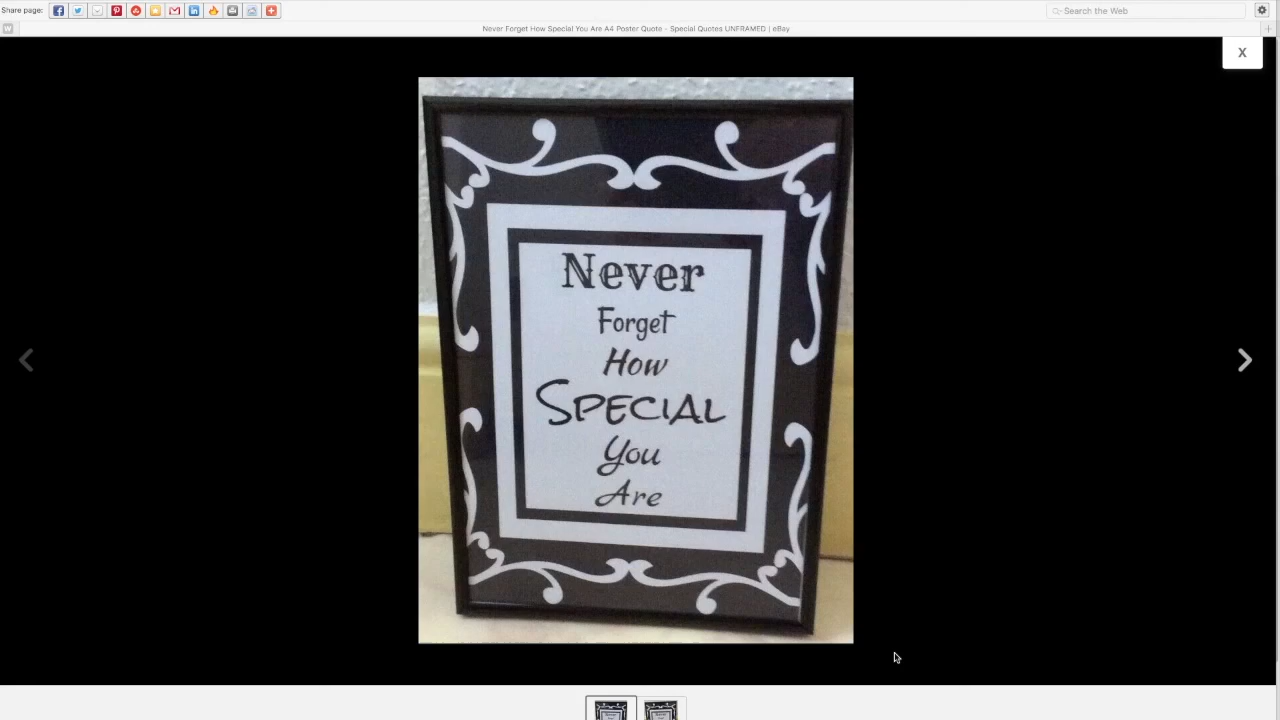 Share page:
Search the Web
Never Forget How Special You Are A4 Poster Quote - Special Quotes UNFRAMED | eBay
X
Never
Forget
How
SPECIAL
You
Are